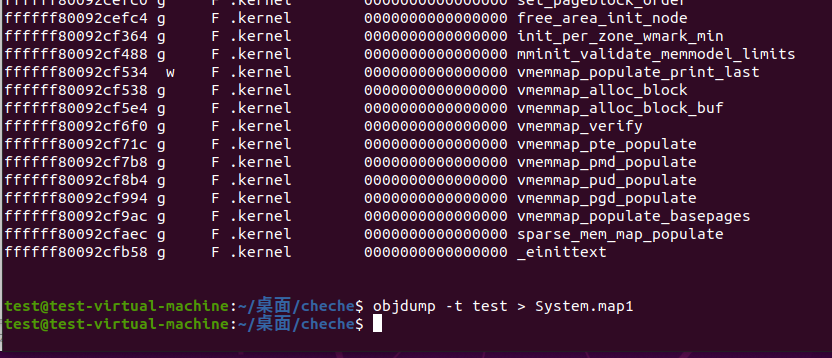 ffffff80092cefc0 g     F .kernel        0000000000000000 set_pageblock_order
ffffff80092cefc4 g     F .kernel        0000000000000000 free_area_init_node
ffffff80092cf364 g     F .kernel        0000000000000000 init_per_zone_wmark_min
ffffff80092cf488 g     F .kernel        0000000000000000 mminit_validate_memmodel_limits
ffffff80092cf534  w    F .kernel        0000000000000000 vmemmap_populate_print_last
ffffff80092cf538 g     F .kernel        0000000000000000 vmemmap_alloc_block
ffffff80092cf5e4 g     F .kernel        0000000000000000 vmemmap_alloc_block_buf
ffffff80092cf6f0 g     F .kernel        0000000000000000 vmemmap_verify
ffffff80092cf71c g     F .kernel        0000000000000000 vmemmap_pte_populate
ffffff80092cf7b8 g     F .kernel        0000000000000000 vmemmap_pmd_populate
ffffff80092cf8b4 g     F .kernel        0000000000000000 vmemmap_pud_populate
ffffff80092cf994 g     F .kernel        0000000000000000 vmemmap_pgd_populate
ffffff80092cf9ac g     F .kernel        0000000000000000 vmemmap_populate_basepages
ffffff80092cfaec g     F .kernel        0000000000000000 sparse_mem_map_populate
ffffff80092cfb58 g     F .kernel        0000000000000000 _einittext
test@test-virtual-machine:~/桌面/cheche$ objdump -t test > System.map1
test@test-virtual-machine:~/桌面/cheche$